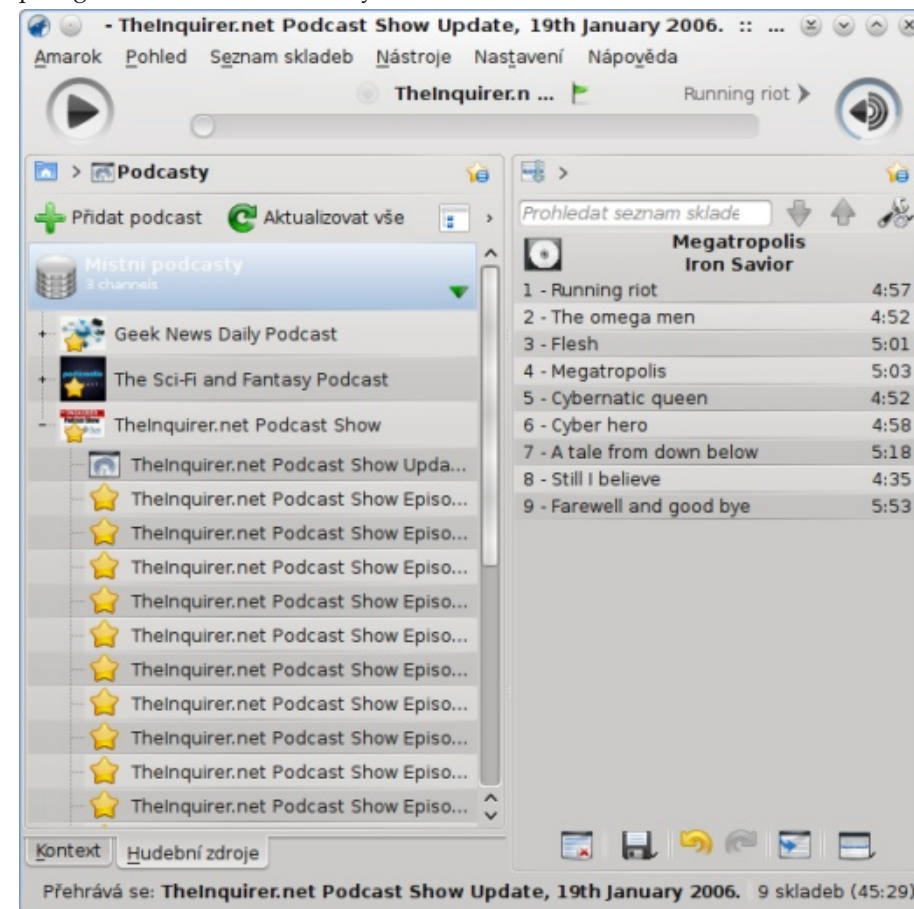 - TheInquirer.net Podcast Show Update, 19th January 2006. :: ...
Amarok Pohled Seznam skladeb Nástroje Nastavení Nápověda
TheInquirer.n ... Running riot
> Podcasty
Přidat podcast Aktualizovat vše
Místní podcasty
3 channels
Geek News Daily Podcast
The Sci-Fi and Fantasy Podcast
TheInquirer.net Podcast Show
TheInquirer.net Podcast Show Upda...
TheInquirer.net Podcast Show Episo...
TheInquirer.net Podcast Show Episo...
TheInquirer.net Podcast Show Episo...
TheInquirer.net Podcast Show Episo...
TheInquirer.net Podcast Show Episo...
TheInquirer.net Podcast Show Episo...
TheInquirer.net Podcast Show Episo...
TheInquirer.net Podcast Show Episo...
TheInquirer.net Podcast Show Episo...
TheInquirer.net Podcast Show Episo...
Kontext Hudební zdroje
>
Prohledat seznam sklade
Megatropolis
Iron Savior
1 - Running riot 4:57
2 - The omega men 4:52
3 - Flesh 5:01
4 - Megatropolis 5:03
5 - Cybernatic queen 4:52
6 - Cyber hero 4:58
7 - A tale from down below 5:18
8 - Still I believe 4:35
9 - Farewell and good bye 5:53
Přehrává se: TheInquirer.net Podcast Show Update, 19th January 2006. 9 skladeb (45:29)